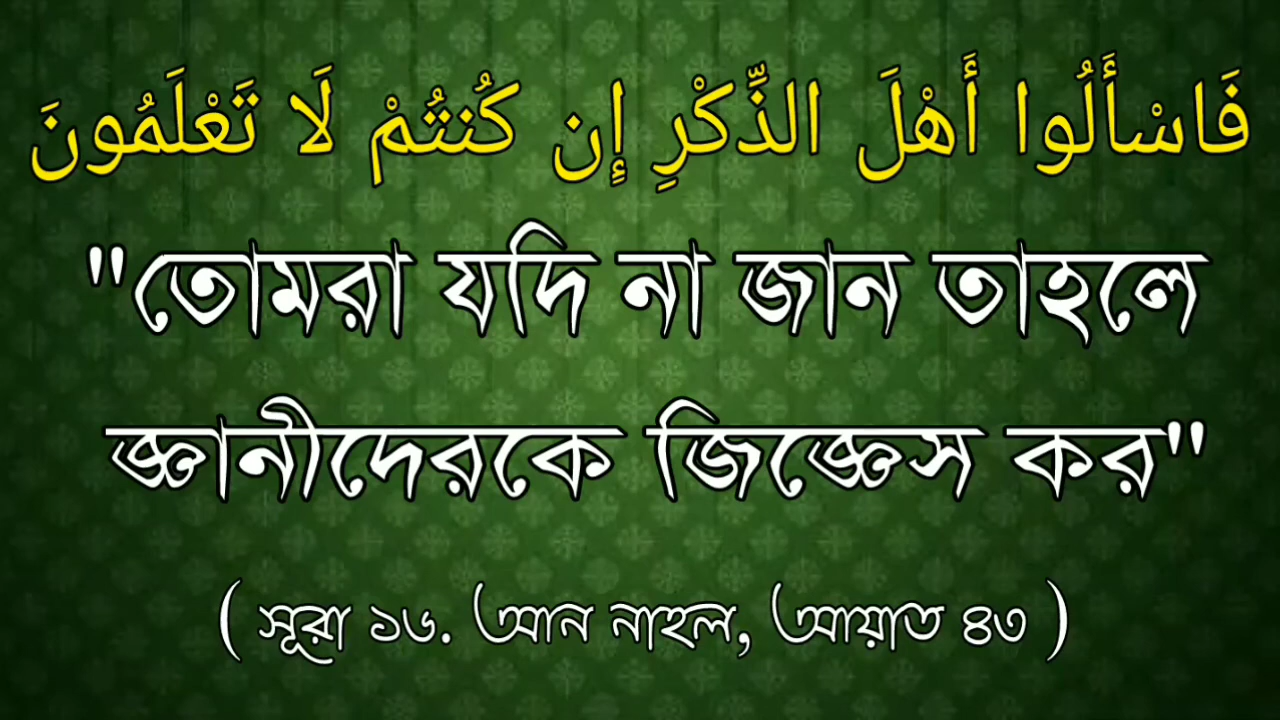 فَاسْأَلُوا أَهْلَ الذِّكْرِ إِن كُنتُمْ لَا تَعْلَمُونَ
"তোমরা যদি না জান তাহলে
জ্ঞানীদেরকে জিজ্ঞেস কর"
( সূরা ১৬. আন নাহল, আয়াত ৪৩ )